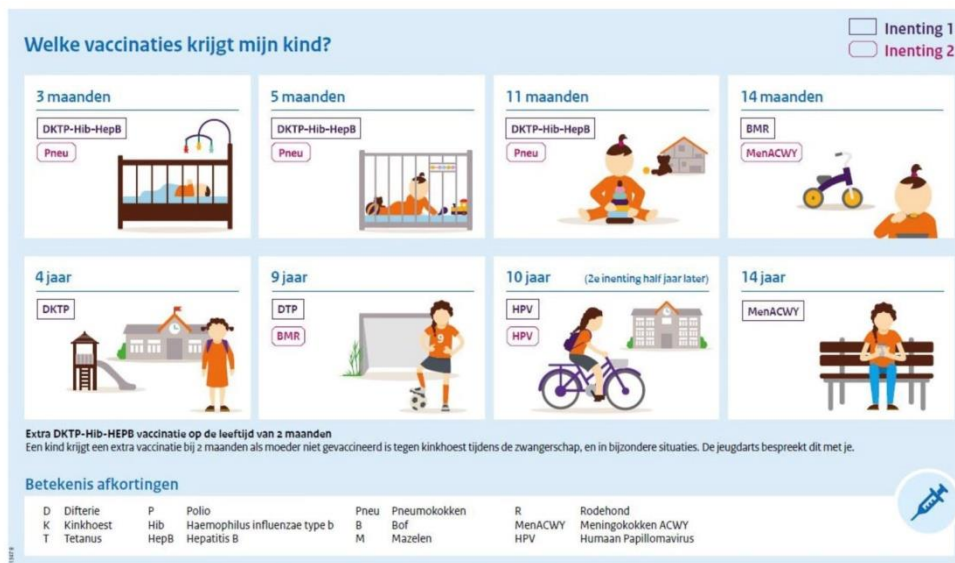 Welke vaccinaties krijgt mijn kind?
Inenting 1
Inenting 2
3 maanden
DKTP-Hib-HepB
Pneu
5 maanden
DKTP-Hib-HepB
Pneu
11 maanden
DKTP-Hib-HepB
Pneu
14 maanden
BMR
MenACWY
4 jaar
DKTP
9 jaar
DTP
BMR
9
10 jaar (2e inenting half jaar later)
HPV
HPV
14 jaar
MenACWY
Extra DKTP-Hib-HEPB vaccinatie op de leeftijd van 2 maanden
Een kind krijgt een extra vaccinatie bij 2 maanden als moeder niet gevaccineerd is tegen kinkhoest tijdens de zwangerschap, en in bijzondere situaties. De jeugdarts bespreekt dit met je.
Betekenis afkortingen
D Difterie P Polio Pneu Pneumokokken R Rodehond
K Kinkhoest Hib Haemophilus influenzae type b B Bof MenACWY Meningokokken ACWY
T Tetanus HepB Hepatitis B M Mazelen HPV Humaan Papillomavirus